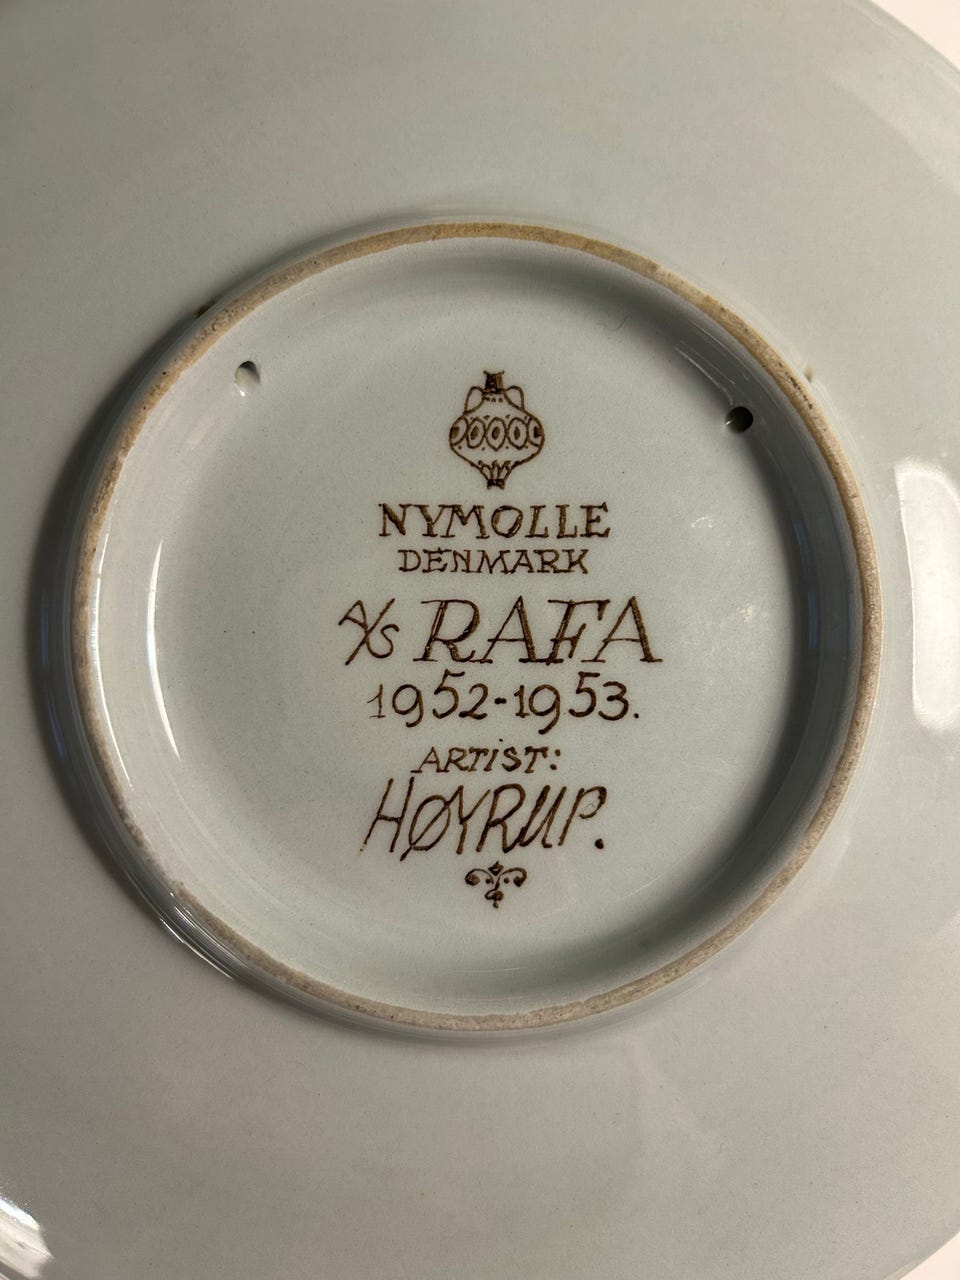 NYMOLLE
DENMARK
A/S RAFA
1952-1953.
ARTIST:
HØYRUP.